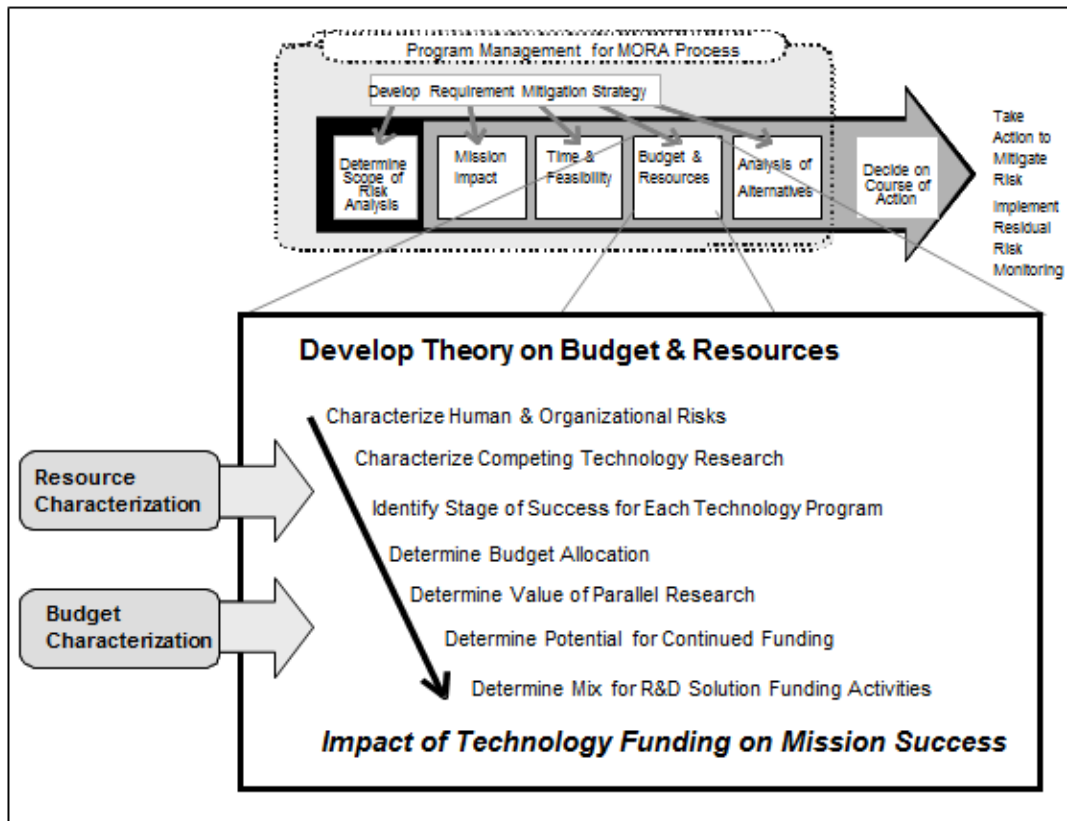 Program Management for MORA Process
Develop Requirement Mitigation Strategy
Determine
Scope of
Risk
Analysis
Mission
Impact
Time &
Feasibility
Budget &
Resources
Analysis of
Alternatives
Decide on
Course of
Action
Take
Action to
Mitigate
Risk
Implement
Residual
Risk
Monitoring
Develop Theory on Budget & Resources
Characterize Human & Organizational Risks
Characterize Competing Technology Research
Identify Stage of Success for Each Technology Program
Determine Budget Allocation
Determine Value of Parallel Research
Determine Potential for Continued Funding
Determine Mix for R&D Solution Funding Activities
Impact of Technology Funding on Mission Success
Resource
Characterization
Budget
Characterization